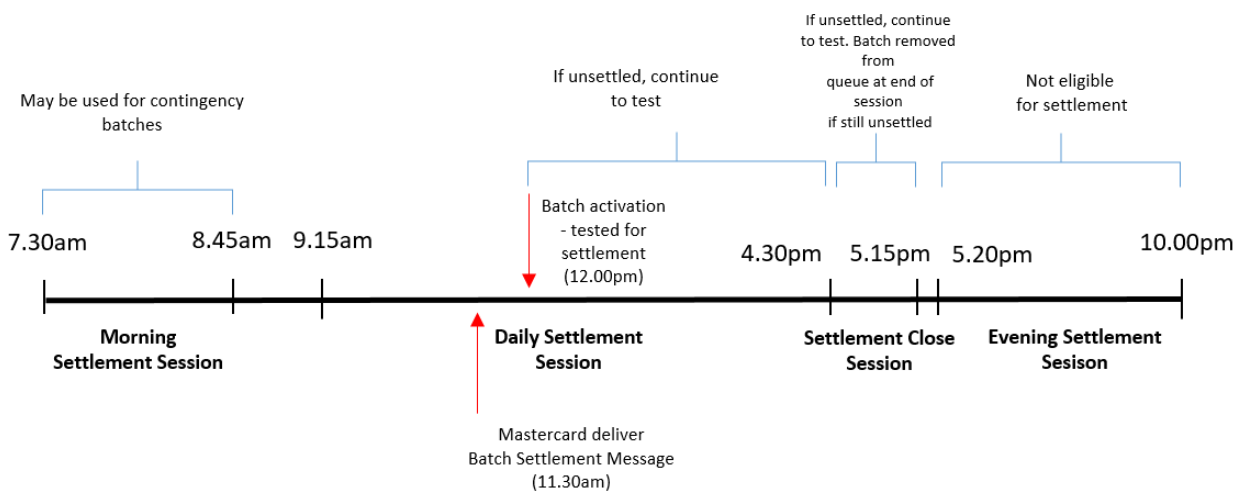 May be used for contingency
batches
If unsettled, continue
to test
If unsettled, continue
to test. Batch removed
from
queue at end of
session
if still unsettled
Not eligible
for settlement
7.30am
8.45am
9.15am
Batch activation
- tested for
settlement
(12.00pm)
4.30pm
5.15pm
5.20pm
10.00pm
Morning
Settlement Session
Daily Settlement
Session
Settlement Close
Session
Evening Settlement
Sesison
Mastercard deliver
Batch Settlement Message
(11.30am)